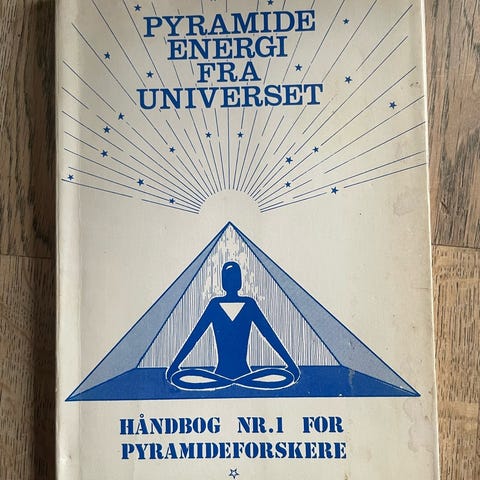 PYRAMIDE
ENERGI
FRA
UNIVERSET
HÅNDBOG NR.1 FOR
PYRAMIDEFORSKERE